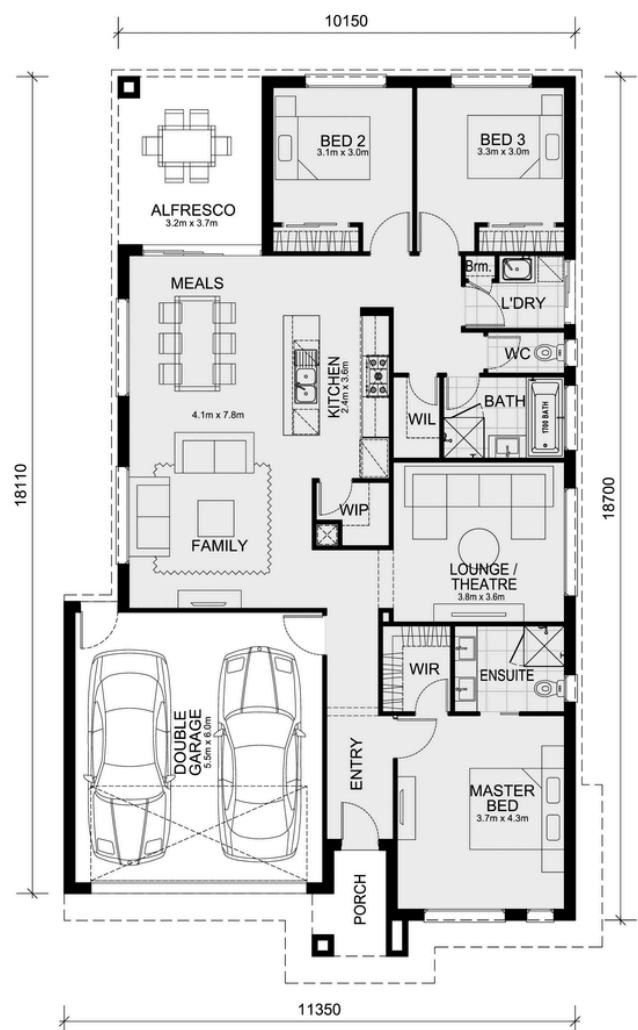 10150
BED 2
3.1m x 3.0m
BED 3
3.3m x 3.0m
ALFRESCO
3.2m x 3.7m
MEALS
Brm.
L'DRY
WC
KITCHEN
2.4m x 3.6m
4.1m x 7.8m
WIL
BATH
1700 BATH
18110
18700
WIP
FAMILY
LOUNGE /
THEATRE
3.8m x 3.6m
WIR
ENSUITE
DOUBLE
GARAGE
5.5m x 6.0m
ENTRY
MASTER
BED
3.7m x 4.3m
PORCH
11350